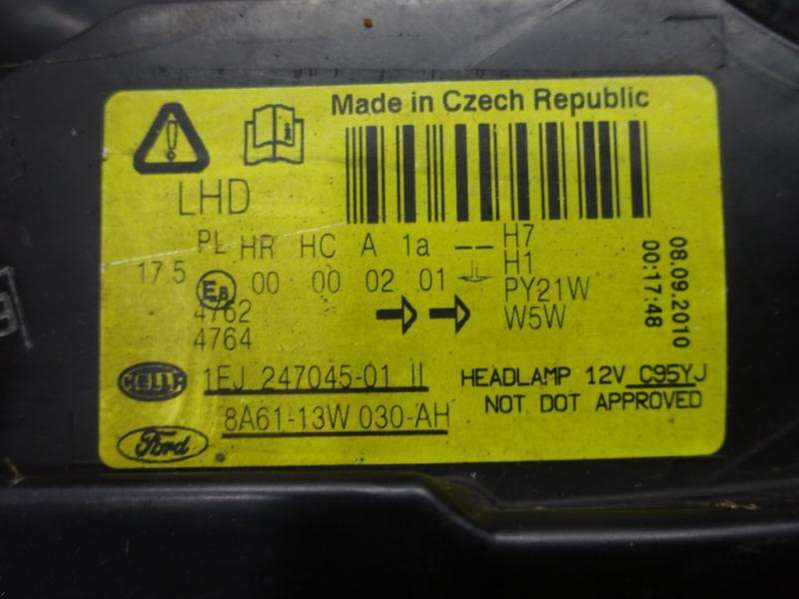 Made in Czech Republic
LHD
PL HR HC A 1a -- H7
17.5 E8 00 00 02 01 H1
4762 PY21W
4764 W5W
08.09.2010
00:17:48
HELLA 1EJ 247045-01 II
HEADLAMP 12V C95YJ
NOT DOT APPROVED
Ford 8A61-13W 030-AH